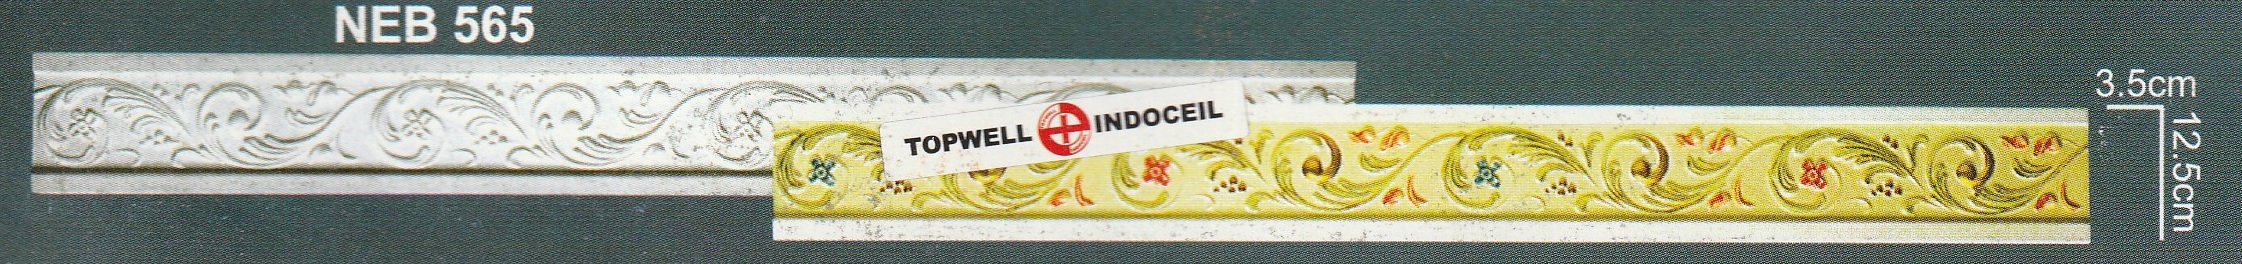 NEB 565
TOPWELL INDOCEIL
3.5cm
12.5cm